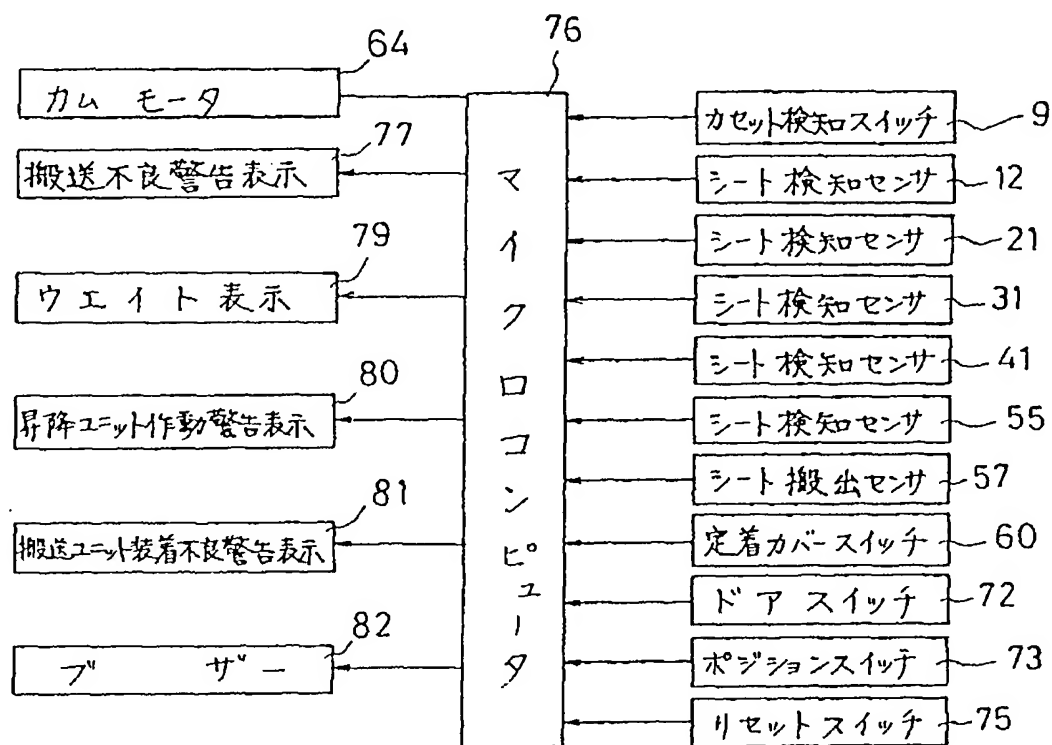 64
カム モータ
77
搬送不良警告表示
79
ウエイト表示
80
昇降ユニット作動警告表示
81
搬送ユニット装着不良警告表示
82
ブザー
76
マイクロコンピュータ
カセット検知スイッチ 9
シート検知センサ 12
シート検知センサ 21
シート検知センサ 31
シート検知センサ 41
シート検知センサ 55
シート搬出センサ 57
定着カバースイッチ 60
ドアスイッチ 72
ポジションスイッチ 73
リセットスイッチ 75